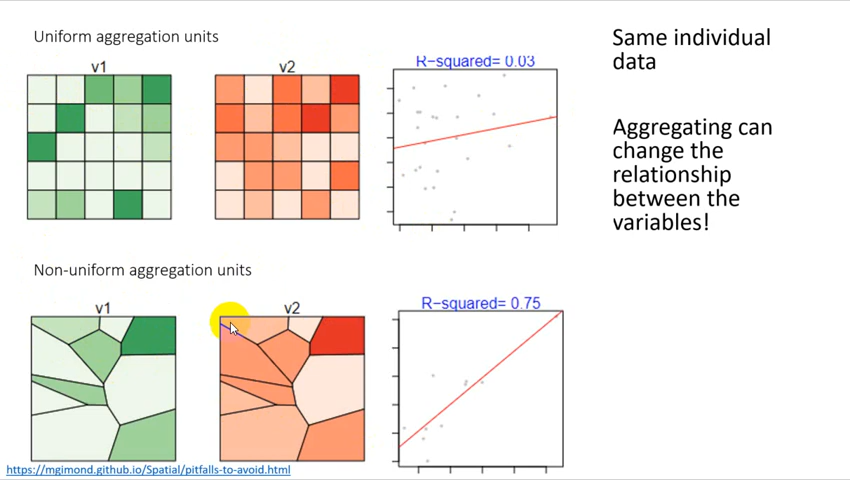 Uniform aggregation units
v1
v2
R-squared= 0.03
Same individual
data
Aggregating can
change the
relationship
between the
variables!
Non-uniform aggregation units
v1
v2
R-squared= 0.75
https://mgimond.github.io/Spatial/pitfalls-to-avoid.html